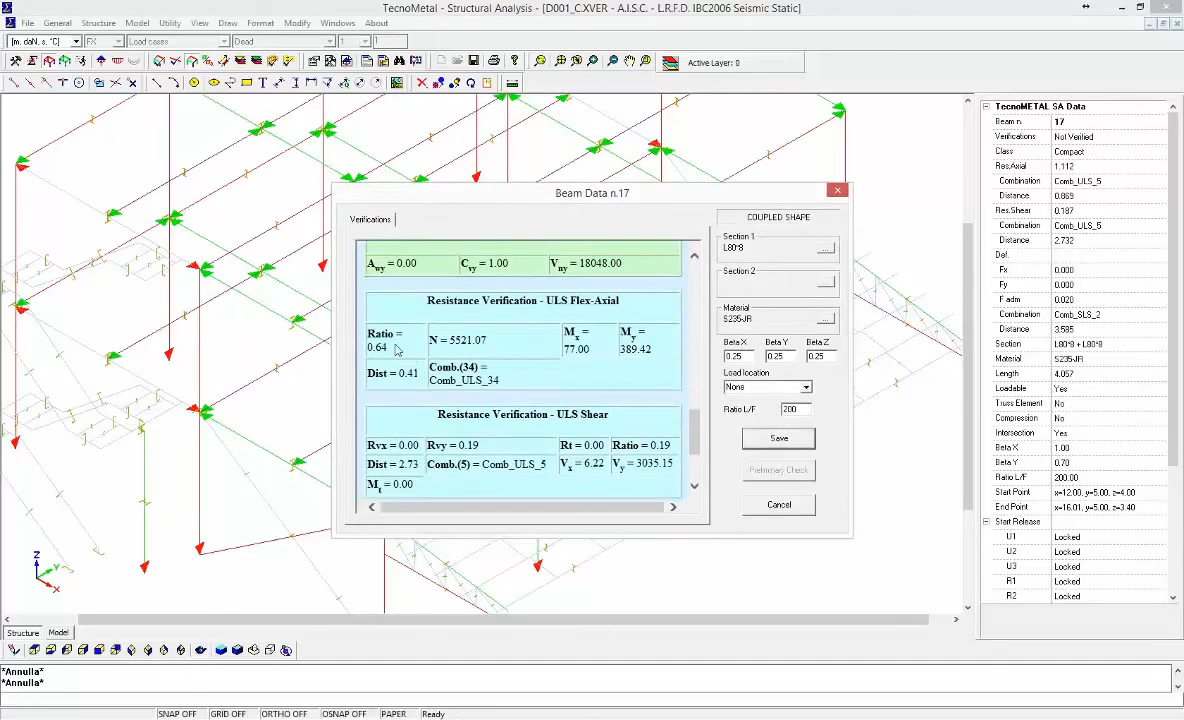 TecnoMetal - Structural Analysis - [D001_C.XVER - A.I.S.C. - L.R.F.D. IBC2006 Seismic Static]
File General Structure Model Utility View Draw Format Modify Windows About
[m. daN, s. °C] FX Load cases Dead 1 1
Active Layer: 0
TecnoMETAL SA Data
Beam n. 17
Verifications Not Verified
Class Compact
Res.Axial 1.112
Combination Comb_ULS_5
Distance 0.869
Res.Shear 0.187
Combination Comb_ULS_5
Distance 2.732
Def.
Fx 0.000
Fy 0.000
F.adm 0.020
Combination Comb_SLS_2
Distance 3.595
Section L80*8 + L80*8
Material S235-JR
Length 4.057
Loadable Yes
Truss Element No
Compression No
Intersection Yes
Beta X 1.00
Beta Y 0.70
Ratio L/F 200.00
Start Point x=12.00, y=5.00, z=4.00
End Point x=16.01, y=5.00, z=3.40
Start Release
U1 Locked
U2 Locked
U3 Locked
R1 Locked
R2 Locked
Beam Data n.17
Verifications
Awy = 0.00 Cvy = 1.00 Vny = 18048.00
Resistance Verification - ULS Flex-Axial
Ratio = 0.64 N = 5521.07 Mx = 77.00 My = 389.42
Dist = 0.41 Comb.(34) = Comb_ULS_34
Resistance Verification - ULS Shear
Rvx = 0.00 Rvy = 0.19 Rt = 0.00 Ratio = 0.19
Dist = 2.73 Comb.(5) = Comb_ULS_5 Vx = 6.22 Vy = 3035.15
Mt = 0.00
COUPLED SHAPE
Section 1
L80*8 ...
Section 2
...
Material
S235-JR ...
Beta X Beta Y Beta Z
0.25 0.25 0.25
Load location
None
Ratio L/F 200
Save
Preliminary Check
Cancel
Z
Y
X
Structure Model
*Annulla*
*Annulla*
SNAP OFF GRID OFF ORTHO OFF OSNAP OFF PAPER Ready